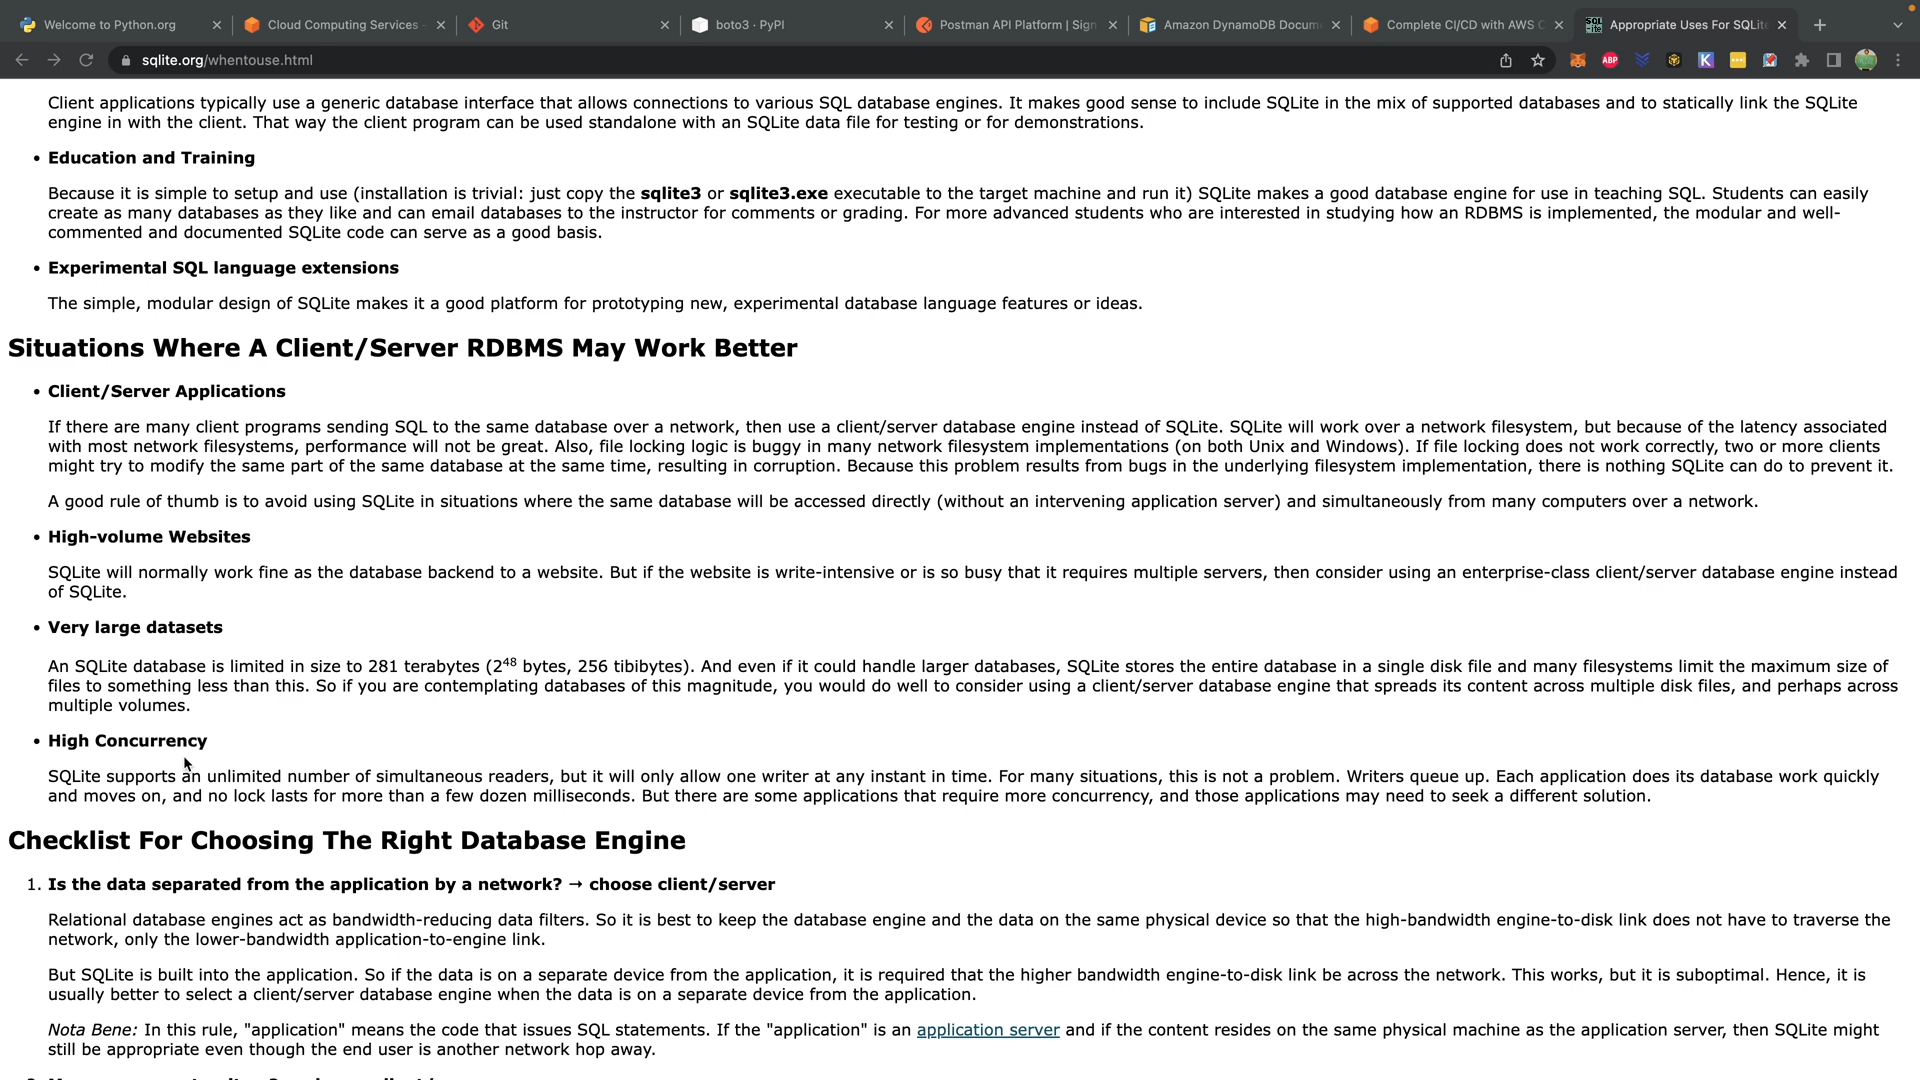 Welcome to Python.org
Cloud Computing Services -
Git
boto3 · PyPI
Postman API Platform | Sign
Amazon DynamoDB Docum
Complete CI/CD with AWS C
Appropriate Uses For SQLite
sqlite.org/whentouse.html
ABP
K
Client applications typically use a generic database interface that allows connections to various SQL database engines. It makes good sense to include SQLite in the mix of supported databases and to statically link the SQLite
engine in with the client. That way the client program can be used standalone with an SQLite data file for testing or for demonstrations.
• Education and Training
Because it is simple to setup and use (installation is trivial: just copy the sqlite3 or sqlite3.exe executable to the target machine and run it) SQLite makes a good database engine for use in teaching SQL. Students can easily
create as many databases as they like and can email databases to the instructor for comments or grading. For more advanced students who are interested in studying how an RDBMS is implemented, the modular and well-
commented and documented SQLite code can serve as a good basis.
• Experimental SQL language extensions
The simple, modular design of SQLite makes it a good platform for prototyping new, experimental database language features or ideas.
Situations Where A Client/Server RDBMS May Work Better
• Client/Server Applications
If there are many client programs sending SQL to the same database over a network, then use a client/server database engine instead of SQLite. SQLite will work over a network filesystem, but because of the latency associated
with most network filesystems, performance will not be great. Also, file locking logic is buggy in many network filesystem implementations (on both Unix and Windows). If file locking does not work correctly, two or more clients
might try to modify the same part of the same database at the same time, resulting in corruption. Because this problem results from bugs in the underlying filesystem implementation, there is nothing SQLite can do to prevent it.
A good rule of thumb is to avoid using SQLite in situations where the same database will be accessed directly (without an intervening application server) and simultaneously from many computers over a network.
• High-volume Websites
SQLite will normally work fine as the database backend to a website. But if the website is write-intensive or is so busy that it requires multiple servers, then consider using an enterprise-class client/server database engine instead
of SQLite.
• Very large datasets
An SQLite database is limited in size to 281 terabytes (2⁴⁸ bytes, 256 tibibytes). And even if it could handle larger databases, SQLite stores the entire database in a single disk file and many filesystems limit the maximum size of
files to something less than this. So if you are contemplating databases of this magnitude, you would do well to consider using a client/server database engine that spreads its content across multiple disk files, and perhaps across
multiple volumes.
• High Concurrency
SQLite supports an unlimited number of simultaneous readers, but it will only allow one writer at any instant in time. For many situations, this is not a problem. Writers queue up. Each application does its database work quickly
and moves on, and no lock lasts for more than a few dozen milliseconds. But there are some applications that require more concurrency, and those applications may need to seek a different solution.
Checklist For Choosing The Right Database Engine
1. Is the data separated from the application by a network? → choose client/server
Relational database engines act as bandwidth-reducing data filters. So it is best to keep the database engine and the data on the same physical device so that the high-bandwidth engine-to-disk link does not have to traverse the
network, only the lower-bandwidth application-to-engine link.
But SQLite is built into the application. So if the data is on a separate device from the application, it is required that the higher bandwidth engine-to-disk link be across the network. This works, but it is suboptimal. Hence, it is
usually better to select a client/server database engine when the data is on a separate device from the application.
Nota Bene: In this rule, "application" means the code that issues SQL statements. If the "application" is an application server and if the content resides on the same physical machine as the application server, then SQLite might
still be appropriate even though the end user is another network hop away.